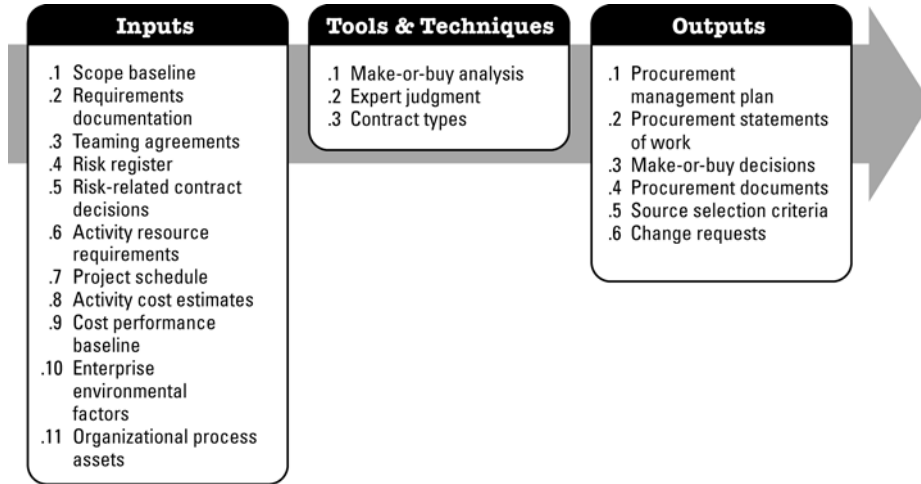 Inputs
.1 Scope baseline
.2 Requirements
documentation
.3 Teaming agreements
.4 Risk register
.5 Risk-related contract
decisions
.6 Activity resource
requirements
.7 Project schedule
.8 Activity cost estimates
.9 Cost performance
baseline
.10 Enterprise
environmental
factors
.11 Organizational process
assets
Tools & Techniques
.1 Make-or-buy analysis
.2 Expert judgment
.3 Contract types
Outputs
.1 Procurement
management plan
.2 Procurement statements
of work
.3 Make-or-buy decisions
.4 Procurement documents
.5 Source selection criteria
.6 Change requests